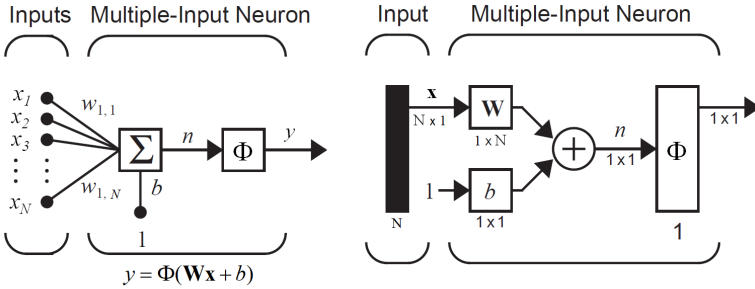 Inputs Multiple-Input Neuron
x₁
x₂
x₃
x_N
w₁,₁
w₁, N
Σ
n
Φ
y
b
1
y = Φ(Wx + b)
Input Multiple-Input Neuron
x
N x 1
W
1 x N
1
b
1 x 1
+
n
1 x 1
Φ
1 x 1
N
1